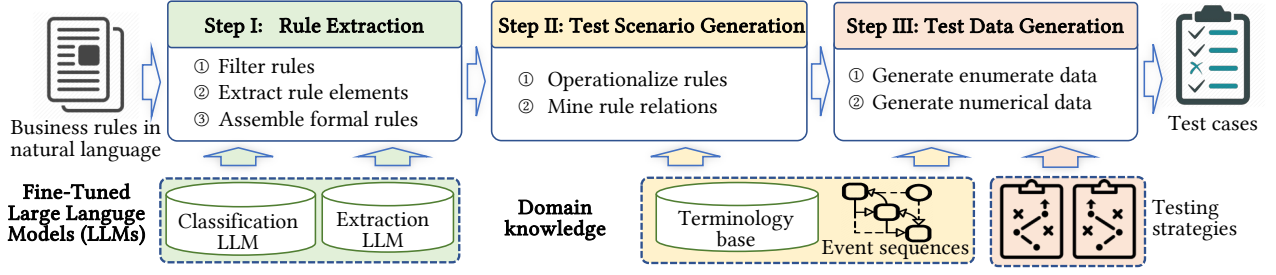 Step I: Rule Extraction
① Filter rules
② Extract rule elements
③ Assemble formal rules
Step II: Test Scenario Generation
① Operationalize rules
② Mine rule relations
Step III: Test Data Generation
① Generate enumerate data
② Generate numerical data
Business rules in
natural language
Test cases
Fine-Tuned
Large Languge
Models (LLMs)
Classification
LLM
Extraction
LLM
Domain
knowledge
Terminology
base
Event sequences
Testing
strategies